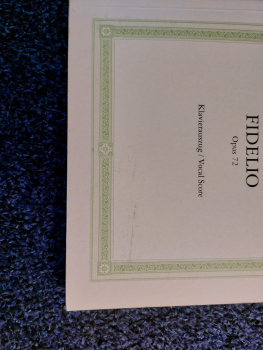 FIDELIO
Opus 72
Klavierauszug / Vocal Score